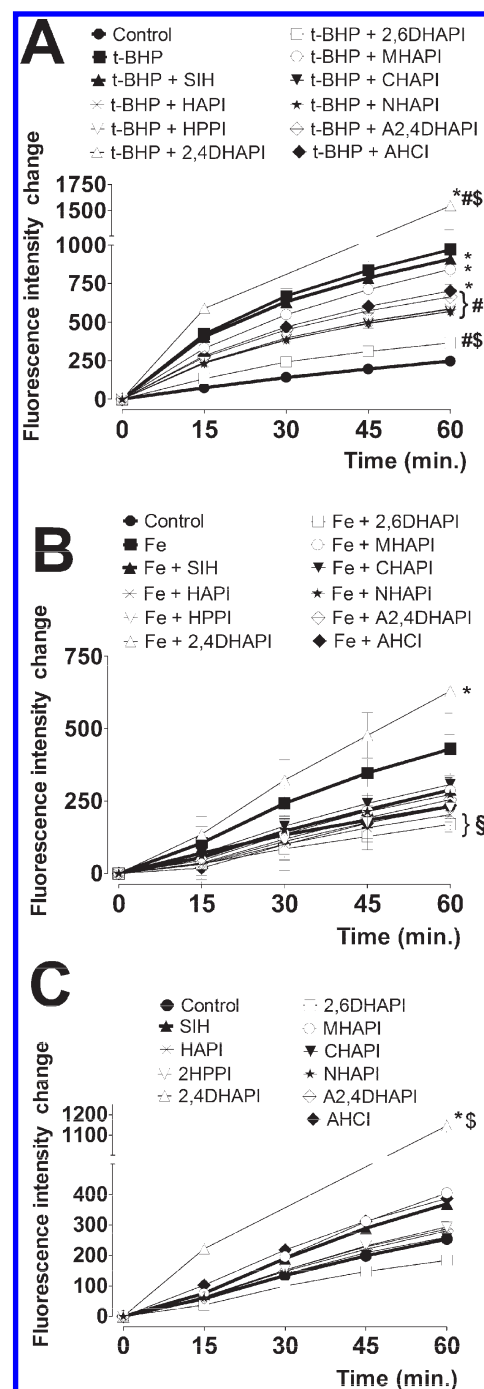 A
Control
t-BHP
t-BHP + SIH
t-BHP + HAPI
t-BHP + HPPI
t-BHP + 2,4DHAPI
t-BHP + 2,6DHAPI
t-BHP + MHAPI
t-BHP + CHAPI
t-BHP + NHAPI
t-BHP + A2,4DHAPI
t-BHP + AHCI
Fluorescence intensity change
1750
1500
1000
750
500
250
0
*#$
*
*
*
} #
#$
0 15 30 45 60
Time (min.)
B
Control
Fe
Fe + SIH
Fe + HAPI
Fe + HPPI
Fe + 2,4DHAPI
Fe + 2,6DHAPI
Fe + MHAPI
Fe + CHAPI
Fe + NHAPI
Fe + A2,4DHAPI
Fe + AHCI
Fluorescence intensity change
750
500
250
0
*
} §
0 15 30 45 60
Time (min.)
C
Control
SIH
HAPI
2HPPI
2,4DHAPI
2,6DHAPI
MHAPI
CHAPI
NHAPI
A2,4DHAPI
AHCI
Fluorescence intensity change
1200
1100
400
300
200
100
0
*$
0 15 30 45 60
Time (min.)